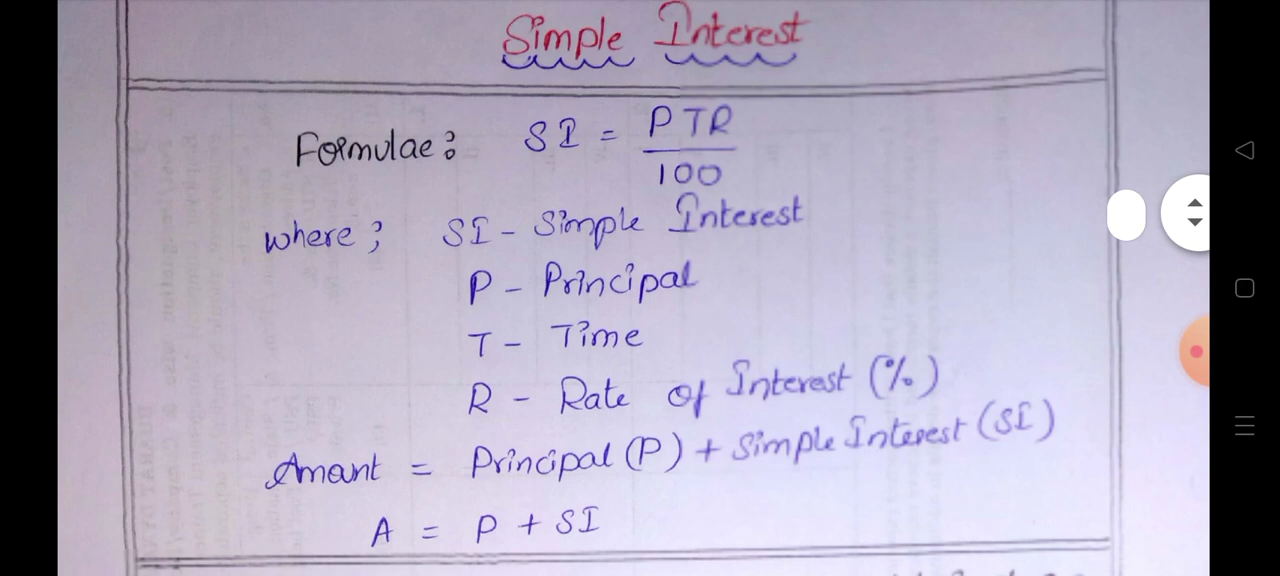 Simple Interest
Formulae: SI = PTR
100
where; SI - Simple Interest
P - Principal
T - Time
R - Rate of Interest (%)
Amount = Principal (P) + Simple Interest (SI)
A = P + SI